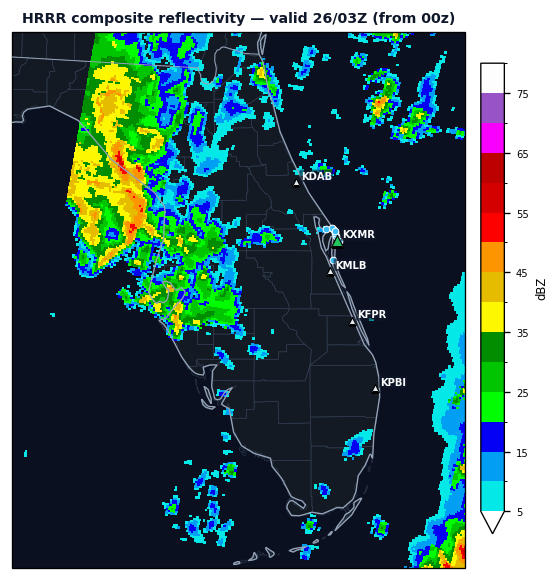 HRRR composite reflectivity — valid 26/03Z (from 00z)
KDAB
KXMR
KMLB
KFPR
KPBI
75
65
55
45
35
25
15
5
dBZ